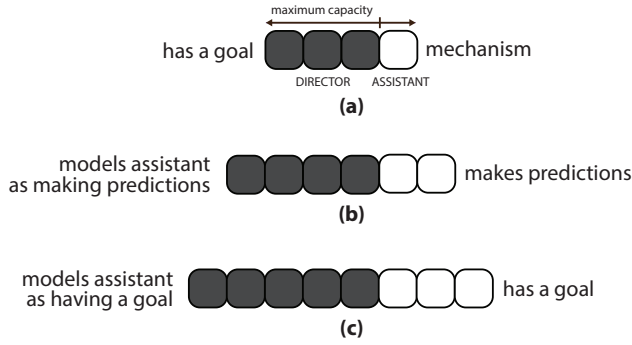 maximum capacity
has a goal
mechanism
DIRECTOR
ASSISTANT
(a)
models assistant
as making predictions
makes predictions
(b)
models assistant
as having a goal
has a goal
(c)